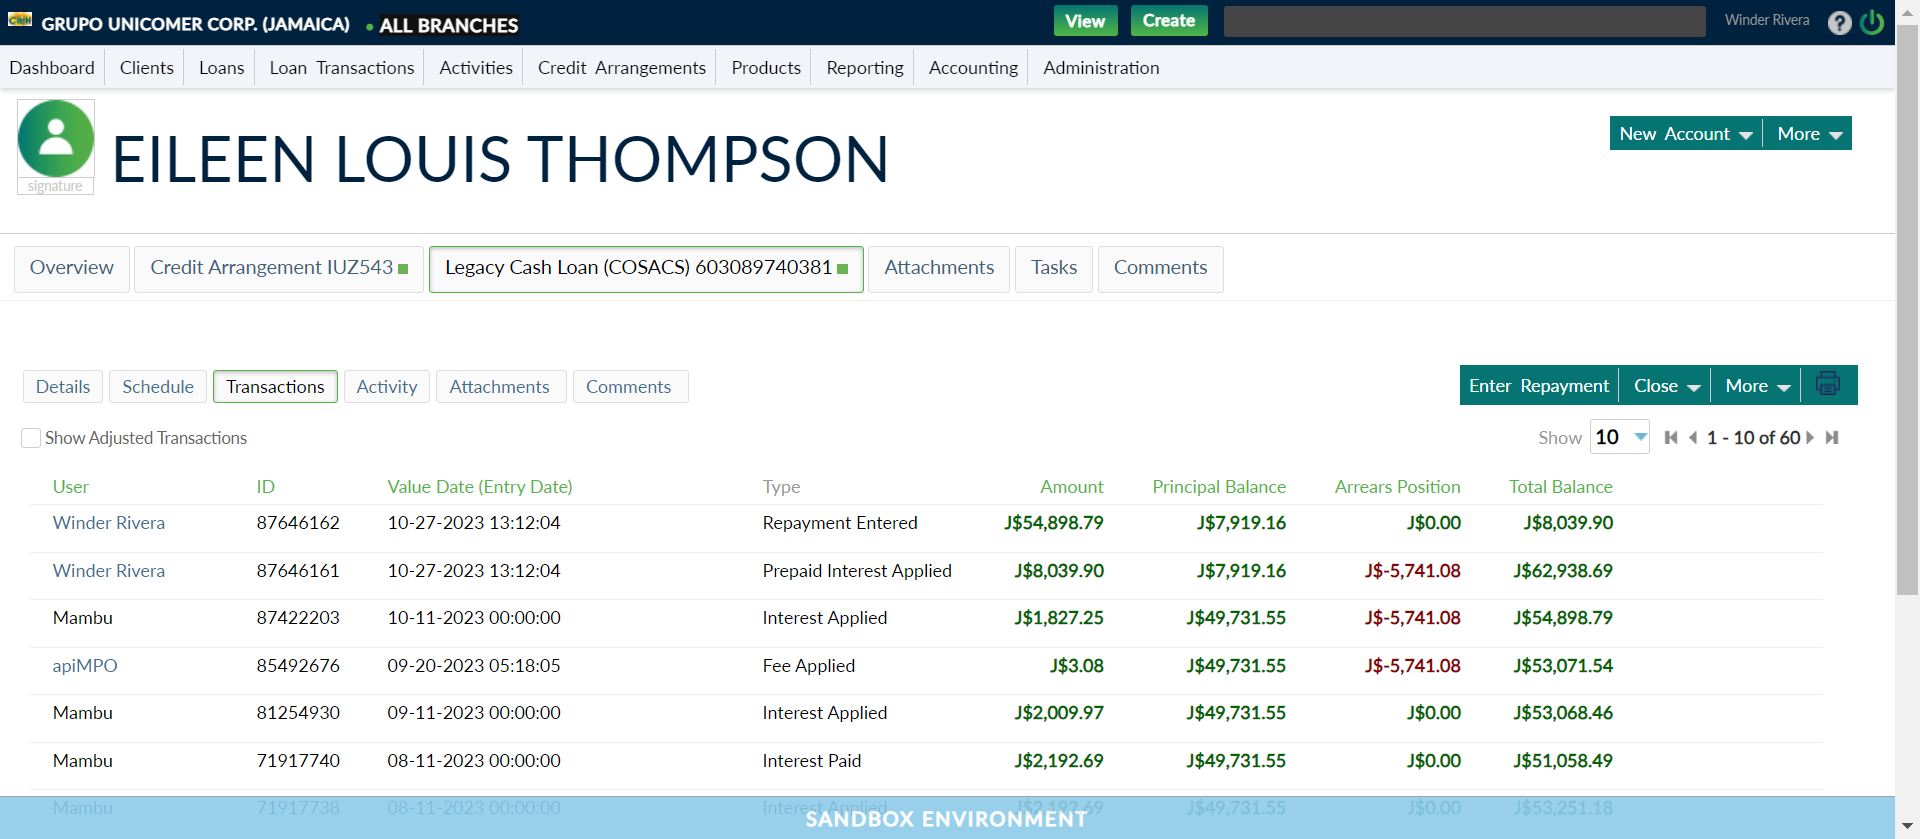 GRUPO UNICOMER CORP. (JAMAICA) • ALL BRANCHES View Create Winder Rivera ?
Dashboard Clients Loans Loan Transactions Activities Credit Arrangements Products Reporting Accounting Administration
signature
EILEEN LOUIS THOMPSON
New Account More
Overview Credit Arrangement IUZ543 Legacy Cash Loan (COSACS) 603089740381 Attachments Tasks Comments
Details Schedule Transactions Activity Attachments Comments Enter Repayment Close More
Show Adjusted Transactions Show 10 1 - 10 of 60
User ID Value Date (Entry Date) Type Amount Principal Balance Arrears Position Total Balance
Winder Rivera 87646162 10-27-2023 13:12:04 Repayment Entered J$54,898.79 J$7,919.16 J$0.00 J$8,039.90
Winder Rivera 87646161 10-27-2023 13:12:04 Prepaid Interest Applied J$8,039.90 J$7,919.16 J$-5,741.08 J$62,938.69
Mambu 87422203 10-11-2023 00:00:00 Interest Applied J$1,827.25 J$49,731.55 J$-5,741.08 J$54,898.79
apiMPO 85492676 09-20-2023 05:18:05 Fee Applied J$3.08 J$49,731.55 J$-5,741.08 J$53,071.54
Mambu 81254930 09-11-2023 00:00:00 Interest Applied J$2,009.97 J$49,731.55 J$0.00 J$53,068.46
Mambu 71917740 08-11-2023 00:00:00 Interest Paid J$2,192.69 J$49,731.55 J$0.00 J$51,058.49
Mambu 71917738 08-11-2023 00:00:00 Interest Applied J$2,192.69 J$49,731.55 J$0.00 J$53,251.18
SANDBOX ENVIRONMENT